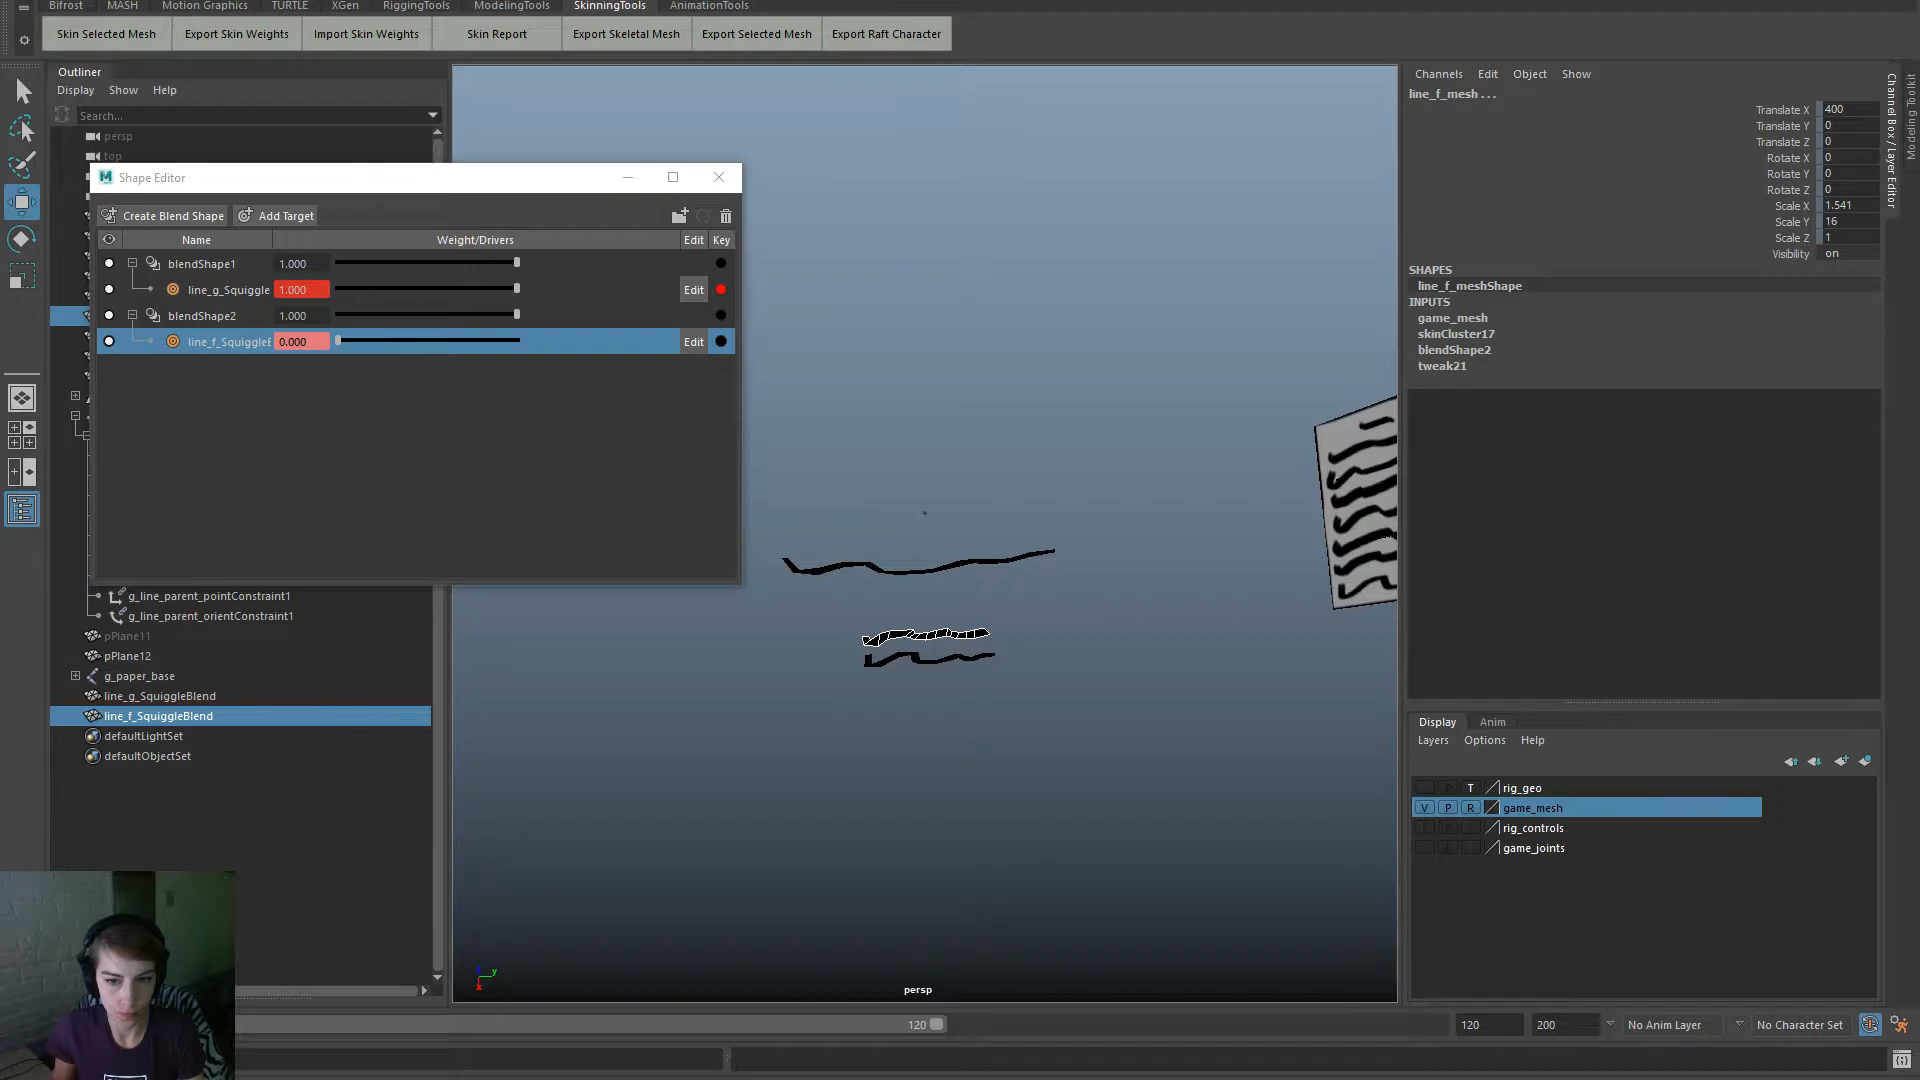 Bifrost MASH Motion Graphics TURTLE XGen RiggingTools ModelingTools SkinningTools AnimationTools
Skin Selected Mesh Export Skin Weights Import Skin Weights Skin Report Export Skeletal Mesh Export Selected Mesh Export Raft Character
Outliner
Display Show Help
Search...
persp
top
Shape Editor
Create Blend Shape Add Target
Name Weight/Drivers Edit Key
blendShape1 1.000
line_g_Squiggle 1.000 Edit
blendShape2 1.000
line_f_Squiggle 0.000 Edit
g_line_parent_pointConstraint1
g_line_parent_orientConstraint1
pPlane11
pPlane12
g_paper_base
line_g_SquiggleBlend
line_f_SquiggleBlend
defaultLightSet
defaultObjectSet
y
x
persp
Channels Edit Object Show
line_f_mesh . . .
Translate X 400
Translate Y 0
Translate Z 0
Rotate X 0
Rotate Y 0
Rotate Z 0
Scale X 1.541
Scale Y 16
Scale Z 1
Visibility on
SHAPES
line_f_meshShape
INPUTS
game_mesh
skinCluster17
blendShape2
tweak21
Channel Box / Layer Editor
Modeling Toolkit
Display Anim
Layers Options Help
T rig_geo
V P R game_mesh
rig_controls
game_joints
120 120 200 No Anim Layer No Character Set